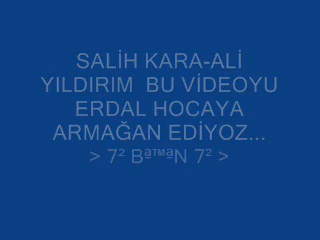 SALİH KARA-ALİ
YILDIRIM BU VİDEOYU
ERDAL HOCAYA
ARMAĞAN EDİYOZ...
> 7² Bª™ªN 7² >